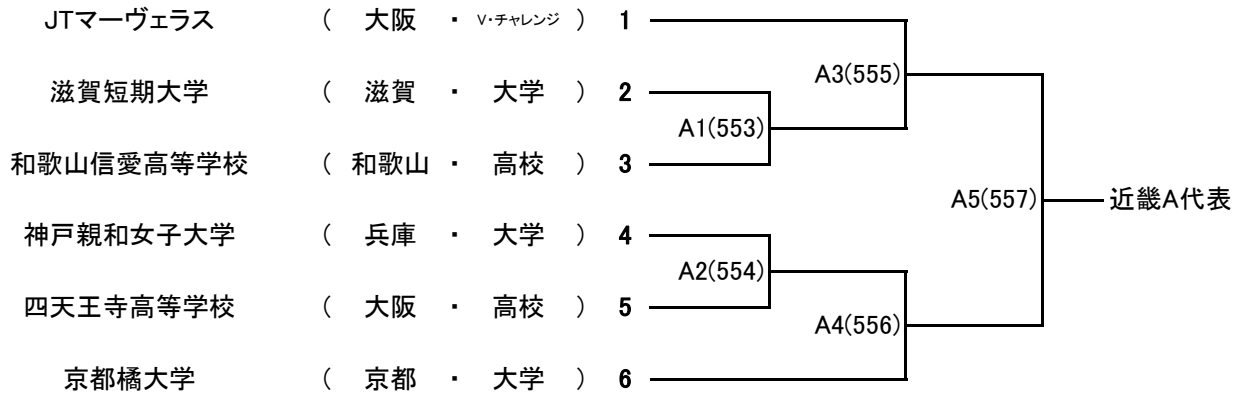 JTマーヴェラス ( 大阪 ・ V・チャレンジ ) 1
A3(555)
滋賀短期大学 ( 滋賀 ・ 大学 ) 2
A1(553)
和歌山信愛高等学校 ( 和歌山 ・ 高校 ) 3
A5(557) 近畿A代表
神戸親和女子大学 ( 兵庫 ・ 大学 ) 4
A2(554)
四天王寺高等学校 ( 大阪 ・ 高校 ) 5
A4(556)
京都橘大学 ( 京都 ・ 大学 ) 6